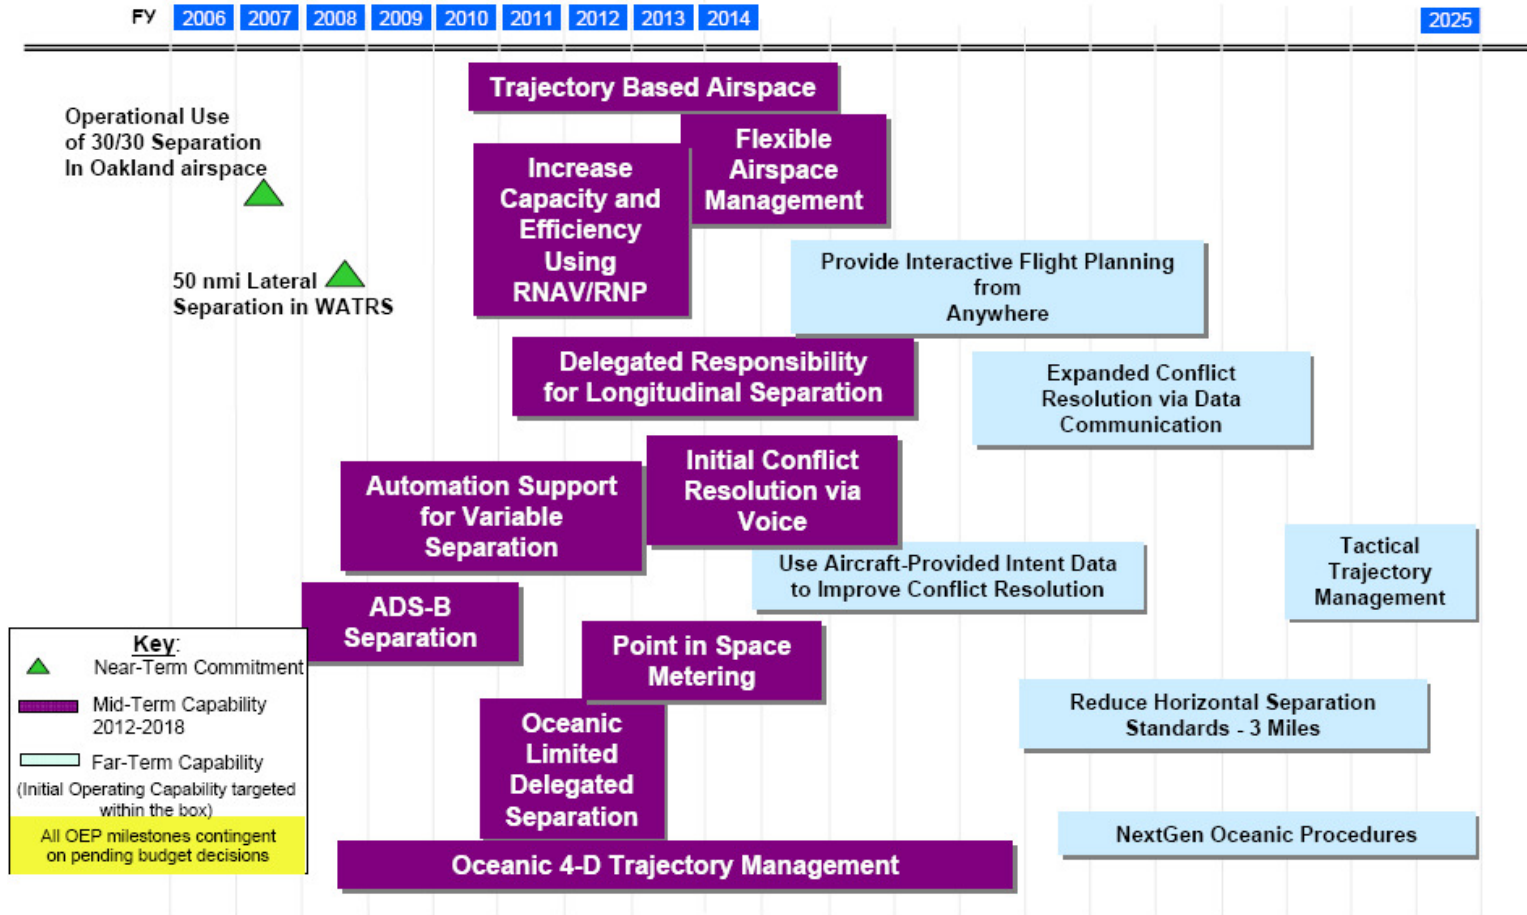 FY 2006 2007 2008 2009 2010 2011 2012 2013 2014 2025
Trajectory Based Airspace
Operational Use
of 30/30 Separation
In Oakland airspace
Flexible
Airspace
Management
Increase
Capacity and
Efficiency
Using
RNAV/RNP
50 nmi Lateral
Separation in WATRS
Provide Interactive Flight Planning
from
Anywhere
Delegated Responsibility
for Longitudinal Separation
Expanded Conflict
Resolution via Data
Communication
Initial Conflict
Resolution via
Voice
Automation Support
for Variable
Separation
Use Aircraft-Provided Intent Data
to Improve Conflict Resolution
Tactical
Trajectory
Management
ADS-B
Separation
Point in Space
Metering
Key:
Near-Term Commitment
Mid-Term Capability
2012-2018
Far-Term Capability
(Initial Operating Capability targeted
within the box)
All OEP milestones contingent
on pending budget decisions
Oceanic
Limited
Delegated
Separation
Reduce Horizontal Separation
Standards - 3 Miles
NextGen Oceanic Procedures
Oceanic 4-D Trajectory Management